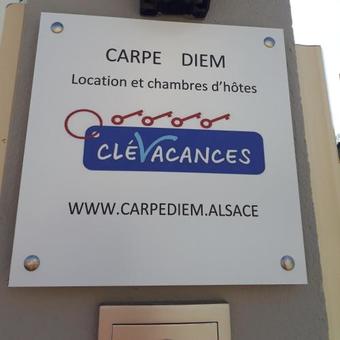 CARPE DIEM
Location et chambres d'hôtes
CLÉVACANCES
WWW.CARPEDIEM.ALSACE